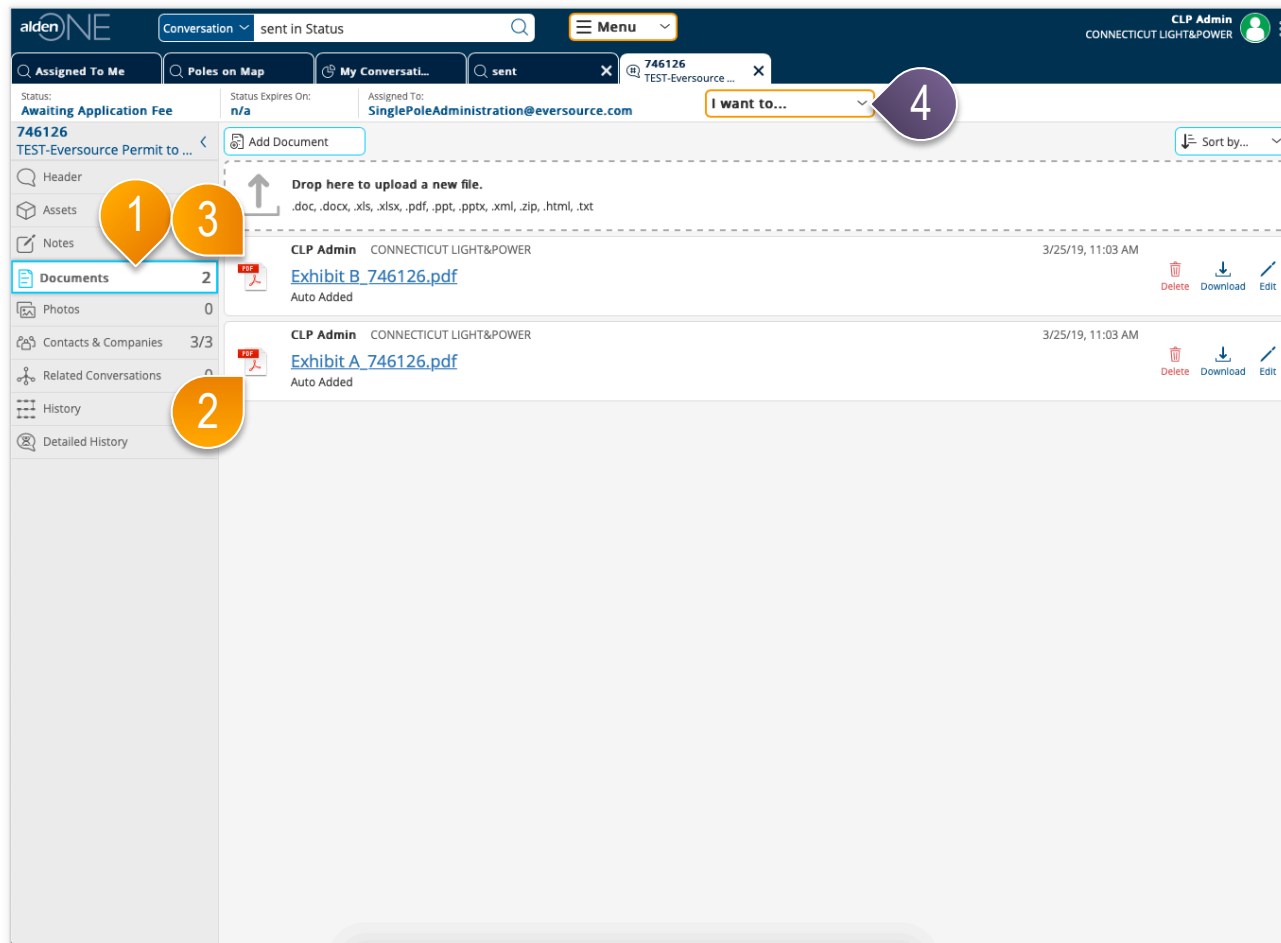 alden ONE
Conversation sent in Status
Menu
CLP Admin
CONNECTICUT LIGHT&POWER
Assigned To Me
Poles on Map
My Conversati...
sent
746126
TEST-Eversource ...
Status:
Awaiting Application Fee
Status Expires On:
n/a
Assigned To:
SinglePoleAdministration@eversource.com
I want to...
4
746126
TEST-Eversource Permit to ...
Add Document
Sort by...
Header
Assets
Notes
1
3
Documents 2
Photos 0
Contacts & Companies 3/3
Related Conversations 0
History
2
Detailed History
Drop here to upload a new file.
.doc, .docx, .xls, .xlsx, .pdf, .ppt, .pptx, .xml, .zip, .html, .txt
CLP Admin CONNECTICUT LIGHT&POWER 3/25/19, 11:03 AM
PDF
Exhibit B_746126.pdf
Auto Added
Delete Download Edit
CLP Admin CONNECTICUT LIGHT&POWER 3/25/19, 11:03 AM
PDF
Exhibit A_746126.pdf
Auto Added
Delete Download Edit